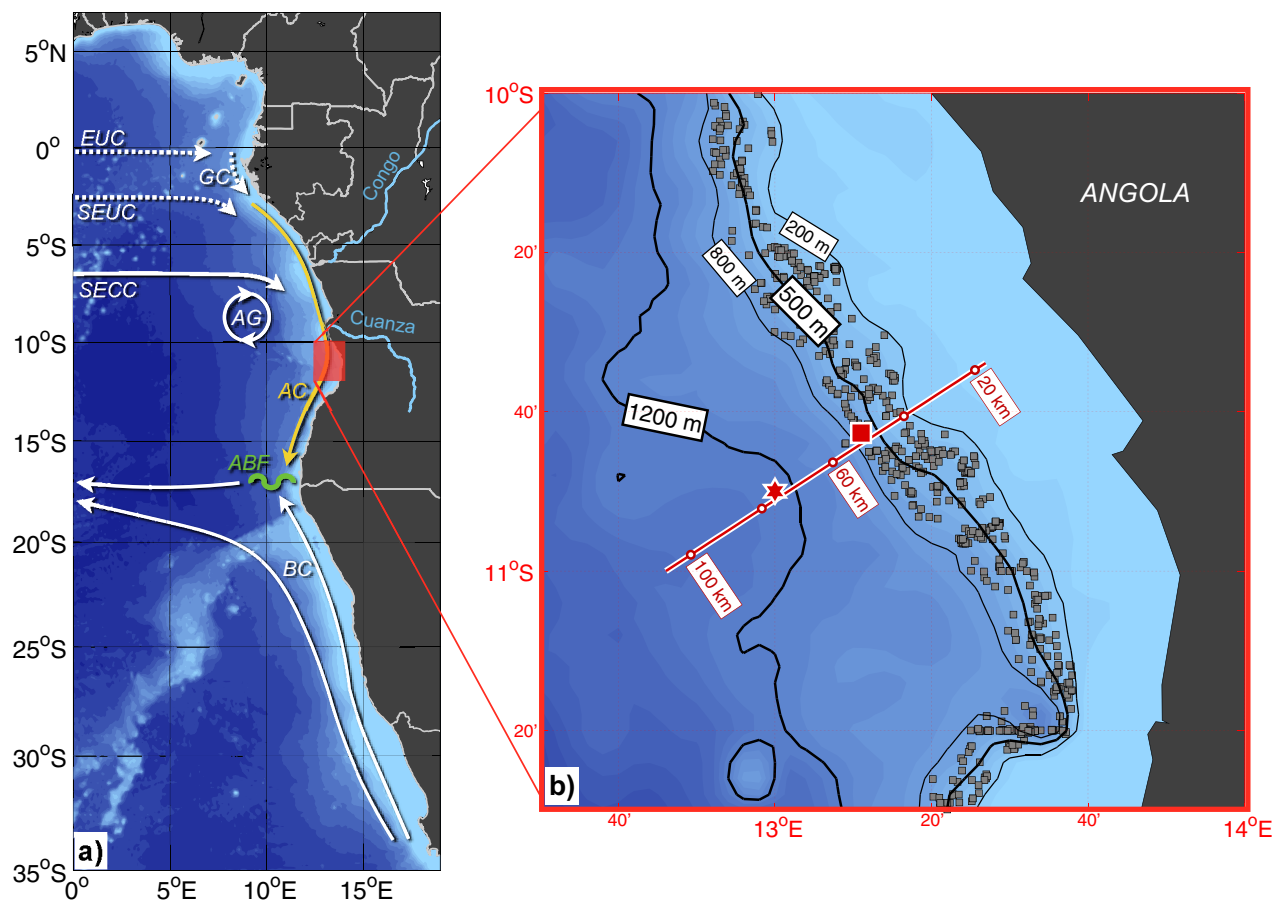 5°N
0°
5°S
10°S
15°S
20°S
25°S
30°S
35°S
0°
5°E
10°E
15°E
EUC
GC
SEUC
SECC
AG
AC
ABF
BC
Congo
Cuanza
a)
10°S
20'
40'
11°S
20'
40'
13°E
20'
40'
14°E
ANGOLA
200 m
800 m
500 m
1200 m
20 km
60 km
100 km
b)